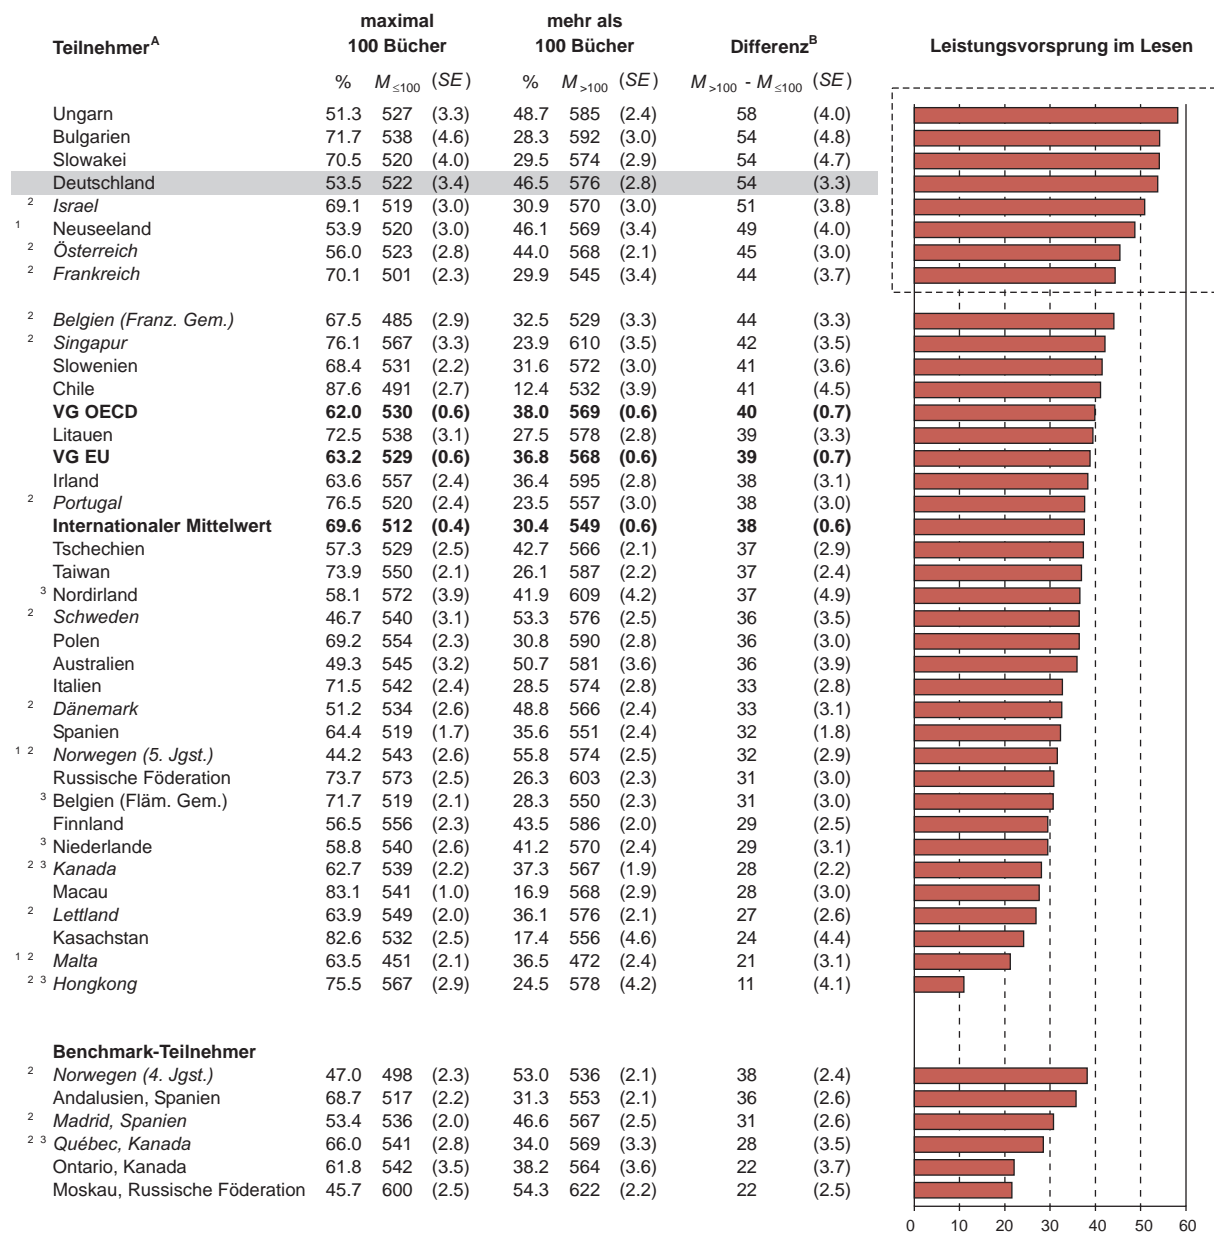 maximal mehr als
Teilnehmer^A 100 Bücher 100 Bücher Differenz^B Leistungsvorsprung im Lesen
% M ≤100 (SE) % M >100 (SE) M >100 - M ≤100 (SE)
Ungarn 51.3 527 (3.3) 48.7 585 (2.4) 58 (4.0)
Bulgarien 71.7 538 (4.6) 28.3 592 (3.0) 54 (4.8)
Slowakei 70.5 520 (4.0) 29.5 574 (2.9) 54 (4.7)
Deutschland 53.5 522 (3.4) 46.5 576 (2.8) 54 (3.3)
2 Israel 69.1 519 (3.0) 30.9 570 (3.0) 51 (3.8)
1 Neuseeland 53.9 520 (3.0) 46.1 569 (3.4) 49 (4.0)
2 Österreich 56.0 523 (2.8) 44.0 568 (2.1) 45 (3.0)
2 Frankreich 70.1 501 (2.3) 29.9 545 (3.4) 44 (3.7)
2 Belgien (Franz. Gem.) 67.5 485 (2.9) 32.5 529 (3.3) 44 (3.3)
2 Singapur 76.1 567 (3.3) 23.9 610 (3.5) 42 (3.5)
Slowenien 68.4 531 (2.2) 31.6 572 (3.0) 41 (3.6)
Chile 87.6 491 (2.7) 12.4 532 (3.9) 41 (4.5)
VG OECD 62.0 530 (0.6) 38.0 569 (0.6) 40 (0.7)
Litauen 72.5 538 (3.1) 27.5 578 (2.8) 39 (3.3)
VG EU 63.2 529 (0.6) 36.8 568 (0.6) 39 (0.7)
Irland 63.6 557 (2.4) 36.4 595 (2.8) 38 (3.1)
2 Portugal 76.5 520 (2.4) 23.5 557 (3.0) 38 (3.0)
Internationaler Mittelwert 69.6 512 (0.4) 30.4 549 (0.6) 38 (0.6)
Tschechien 57.3 529 (2.5) 42.7 566 (2.1) 37 (2.9)
Taiwan 73.9 550 (2.1) 26.1 587 (2.2) 37 (2.4)
3 Nordirland 58.1 572 (3.9) 41.9 609 (4.2) 37 (4.9)
2 Schweden 46.7 540 (3.1) 53.3 576 (2.5) 36 (3.5)
Polen 69.2 554 (2.3) 30.8 590 (2.8) 36 (3.0)
Australien 49.3 545 (3.2) 50.7 581 (3.6) 36 (3.9)
Italien 71.5 542 (2.4) 28.5 574 (2.8) 33 (2.8)
2 Dänemark 51.2 534 (2.6) 48.8 566 (2.4) 33 (3.1)
Spanien 64.4 519 (1.7) 35.6 551 (2.4) 32 (1.8)
1 2 Norwegen (5. Jgst.) 44.2 543 (2.6) 55.8 574 (2.5) 32 (2.9)
Russische Föderation 73.7 573 (2.5) 26.3 603 (2.3) 31 (3.0)
3 Belgien (Fläm. Gem.) 71.7 519 (2.1) 28.3 550 (2.3) 31 (3.0)
Finnland 56.5 556 (2.3) 43.5 586 (2.0) 29 (2.5)
3 Niederlande 58.8 540 (2.6) 41.2 570 (2.4) 29 (3.1)
2 3 Kanada 62.7 539 (2.2) 37.3 567 (1.9) 28 (2.2)
Macau 83.1 541 (1.0) 16.9 568 (2.9) 28 (3.0)
2 Lettland 63.9 549 (2.0) 36.1 576 (2.1) 27 (2.6)
Kasachstan 82.6 532 (2.5) 17.4 556 (4.6) 24 (4.4)
1 2 Malta 63.5 451 (2.1) 36.5 472 (2.4) 21 (3.1)
2 3 Hongkong 75.5 567 (2.9) 24.5 578 (4.2) 11 (4.1)
Benchmark-Teilnehmer
2 Norwegen (4. Jgst.) 47.0 498 (2.3) 53.0 536 (2.1) 38 (2.4)
Andalusien, Spanien 68.7 517 (2.2) 31.3 553 (2.1) 36 (2.6)
2 Madrid, Spanien 53.4 536 (2.0) 46.6 567 (2.5) 31 (2.6)
2 3 Québec, Kanada 66.0 541 (2.8) 34.0 569 (3.3) 28 (3.5)
Ontario, Kanada 61.8 542 (3.5) 38.2 564 (3.6) 22 (3.7)
Moskau, Russische Föderation 45.7 600 (2.5) 54.3 622 (2.2) 22 (2.5)
0 10 20 30 40 50 60